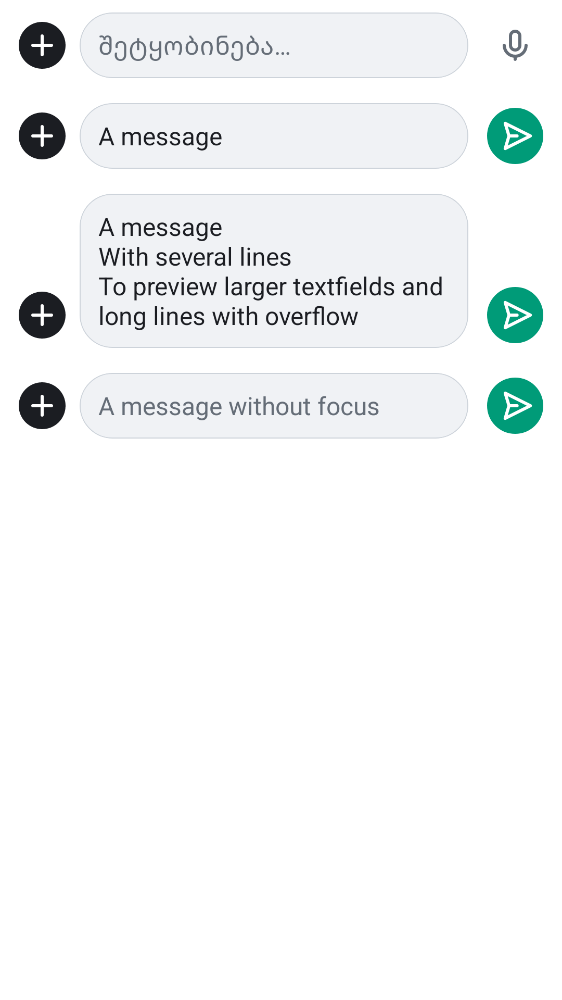 შეტყობინება…
A message
A message
With several lines
To preview larger textfields and
long lines with overflow
A message without focus